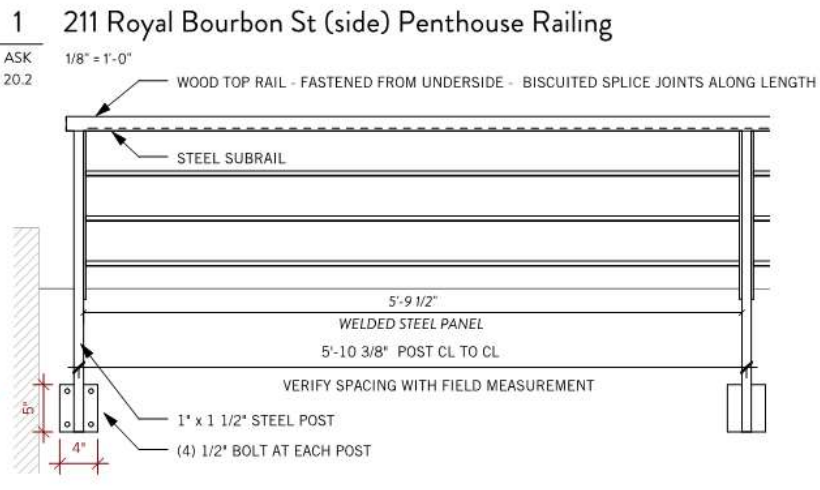 1 211 Royal Bourbon St (side) Penthouse Railing
ASK 1/8" = 1'-0"
20.2
WOOD TOP RAIL - FASTENED FROM UNDERSIDE - BISCUITED SPLICE JOINTS ALONG LENGTH
STEEL SUBRAIL
5'-9 1/2"
WELDED STEEL PANEL
5'-10 3/8" POST CL TO CL
VERIFY SPACING WITH FIELD MEASUREMENT
5"
1" x 1 1/2" STEEL POST
4"
(4) 1/2" BOLT AT EACH POST